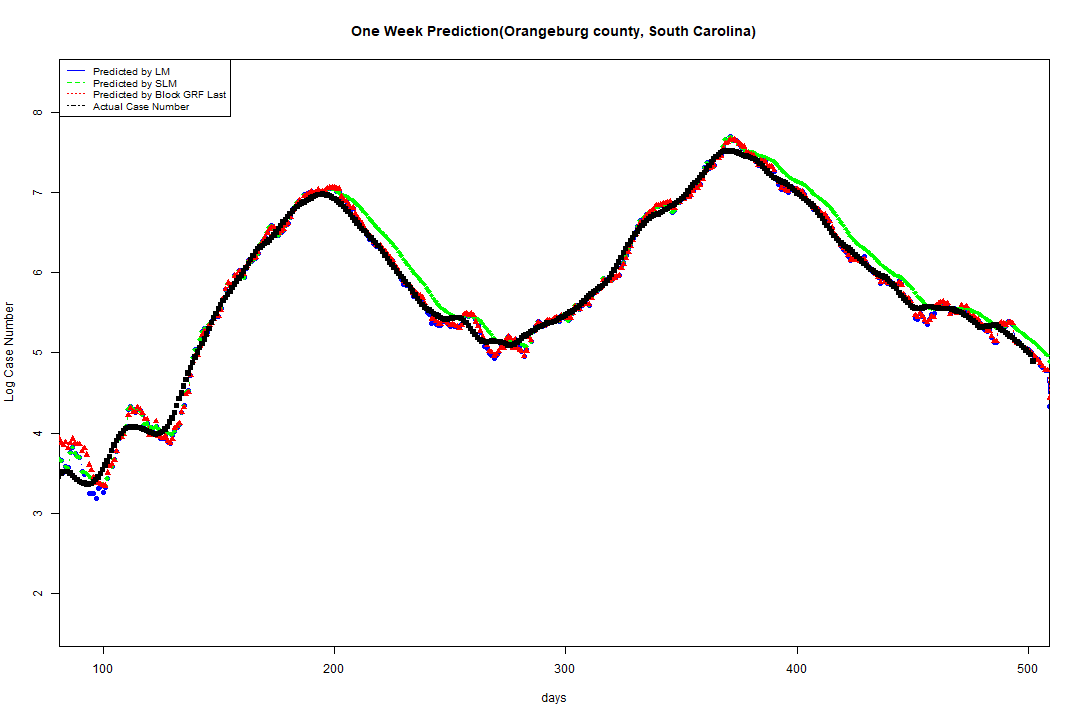 One Week Prediction(Orangeburg county, South Carolina)
Predicted by LM
Predicted by SLM
Predicted by Block GRF Last
Actual Case Number
8
7
6
5
4
3
2
Log Case Number
100 200 300 400 500
days